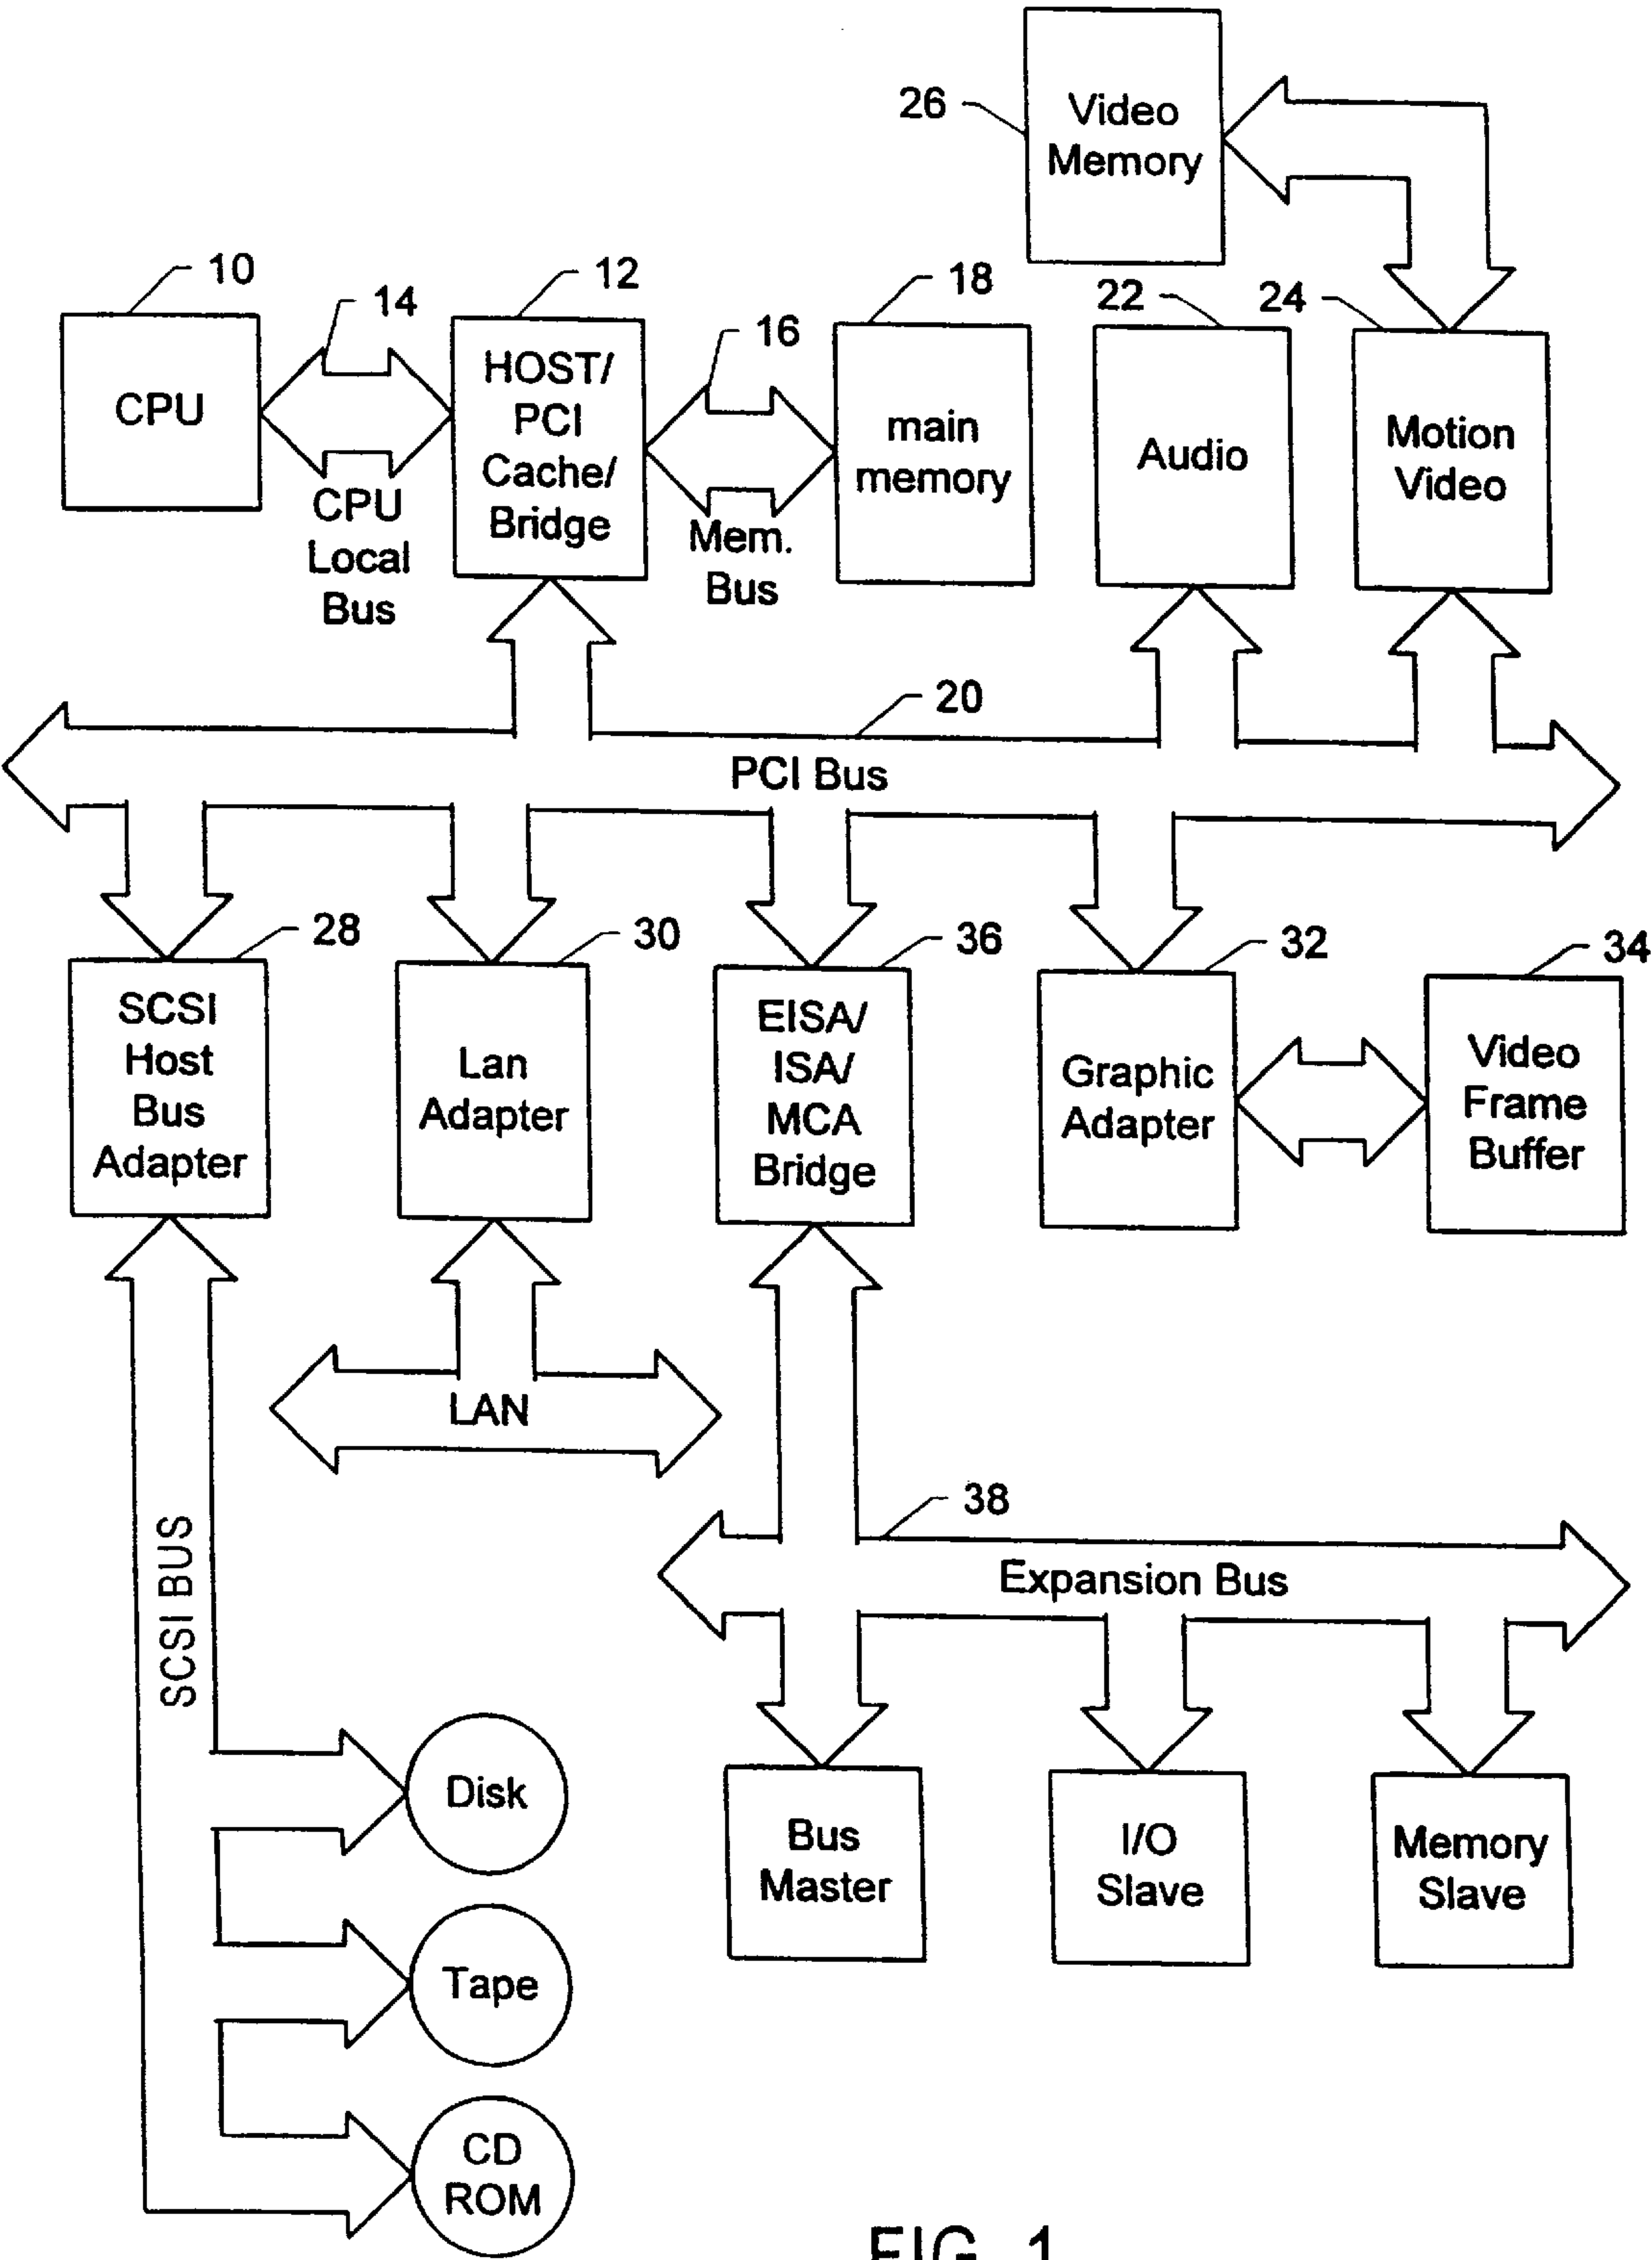 26
Video
Memory
10
14
12
16
18
22
24
CPU
HOST/
PCI
Cache/
Bridge
main
memory
Audio
Motion
Video
CPU
Local
Bus
Mem.
Bus
20
PCI Bus
28
30
36
32
34
SCSI
Host
Bus
Adapter
Lan
Adapter
EISA/
ISA/
MCA
Bridge
Graphic
Adapter
Video
Frame
Buffer
LAN
SCSI BUS
38
Expansion Bus
Disk
Tape
CD
ROM
Bus
Master
I/O
Slave
Memory
Slave
FIG. 1